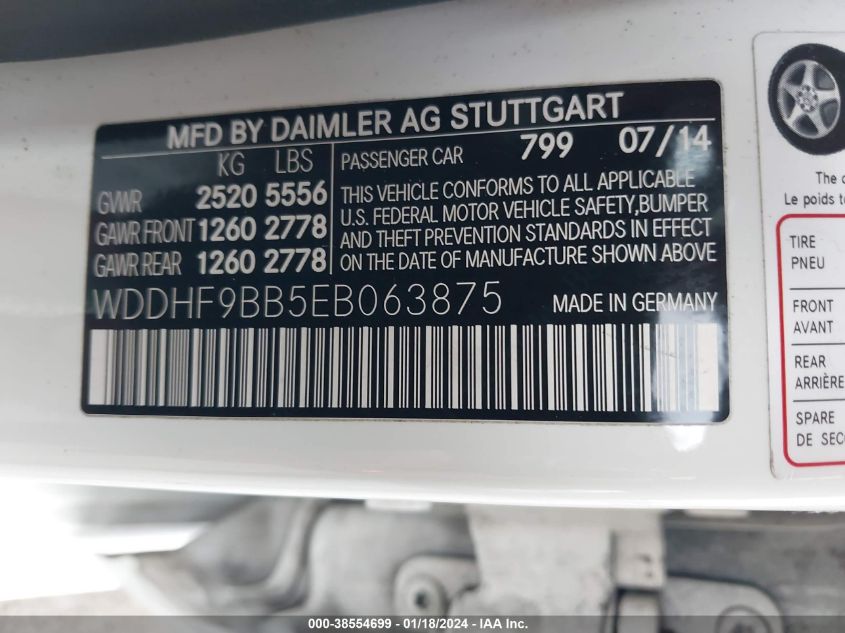 MFD BY DAIMLER AG STUTTGART
KG LBS
GVWR 2520 5556
GAWR FRONT 1260 2778
GAWR REAR 1260 2778
PASSENGER CAR 799 07/14
THIS VEHICLE CONFORMS TO ALL APPLICABLE
U.S. FEDERAL MOTOR VEHICLE SAFETY,BUMPER
AND THEFT PREVENTION STANDARDS IN EFFECT
ON THE DATE OF MANUFACTURE SHOWN ABOVE
WDDHF9BB5EB063875 MADE IN GERMANY
The
Le poids
TIRE
PNEU
FRONT
AVANT
REAR
ARRIÈRE
SPARE
DE
000-38554699 - 01/18/2024 - IAA Inc.